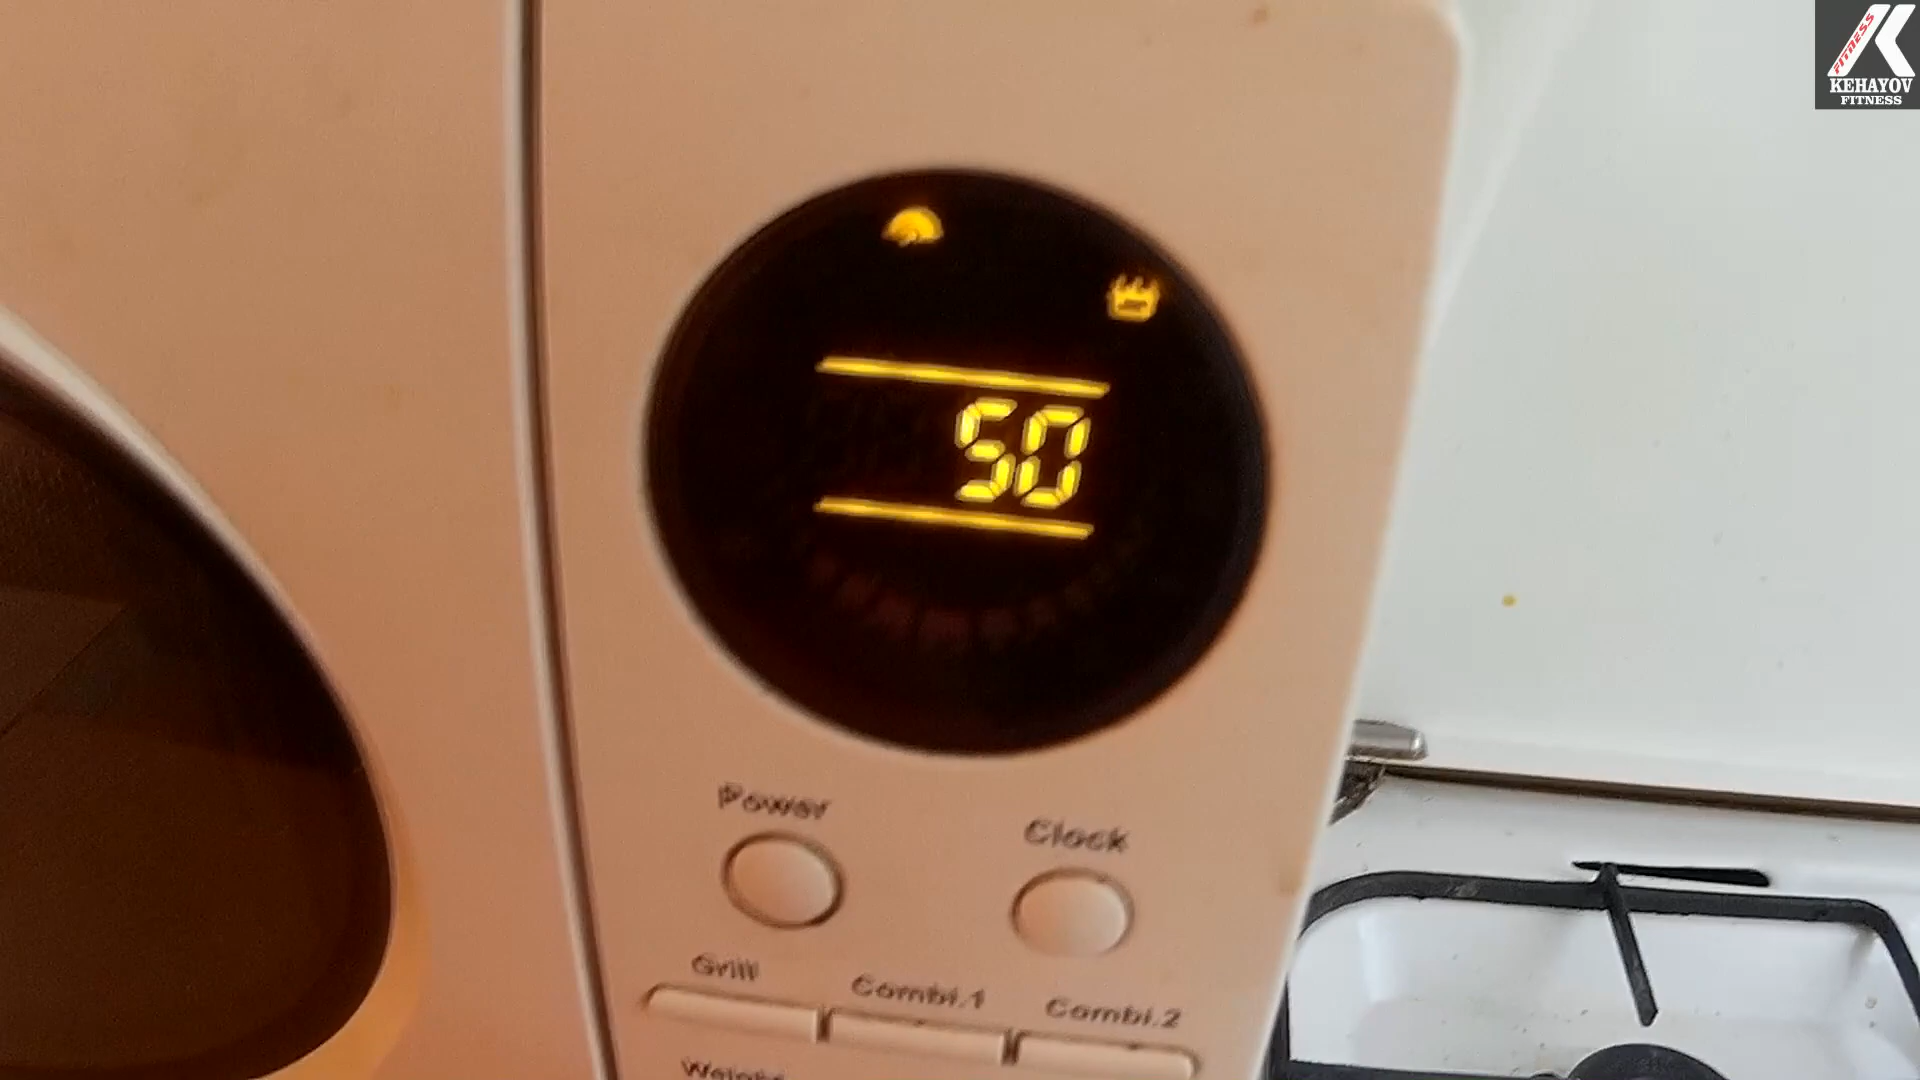 FITNESS
KEHAYOV
FITNESS
50
Power
Clock
Grill
Combi.1
Combi.2